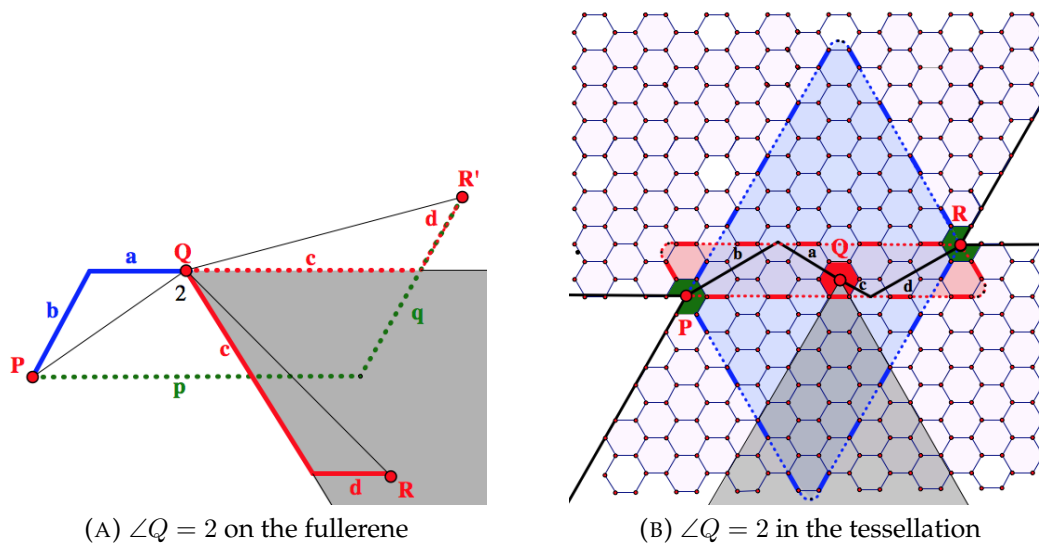 R'
d
a
Q
c
2
b
q
c
P
p
d
R
(A) ∠Q = 2 on the fullerene
R
Q
b
a
c
d
P
(B) ∠Q = 2 in the tessellation